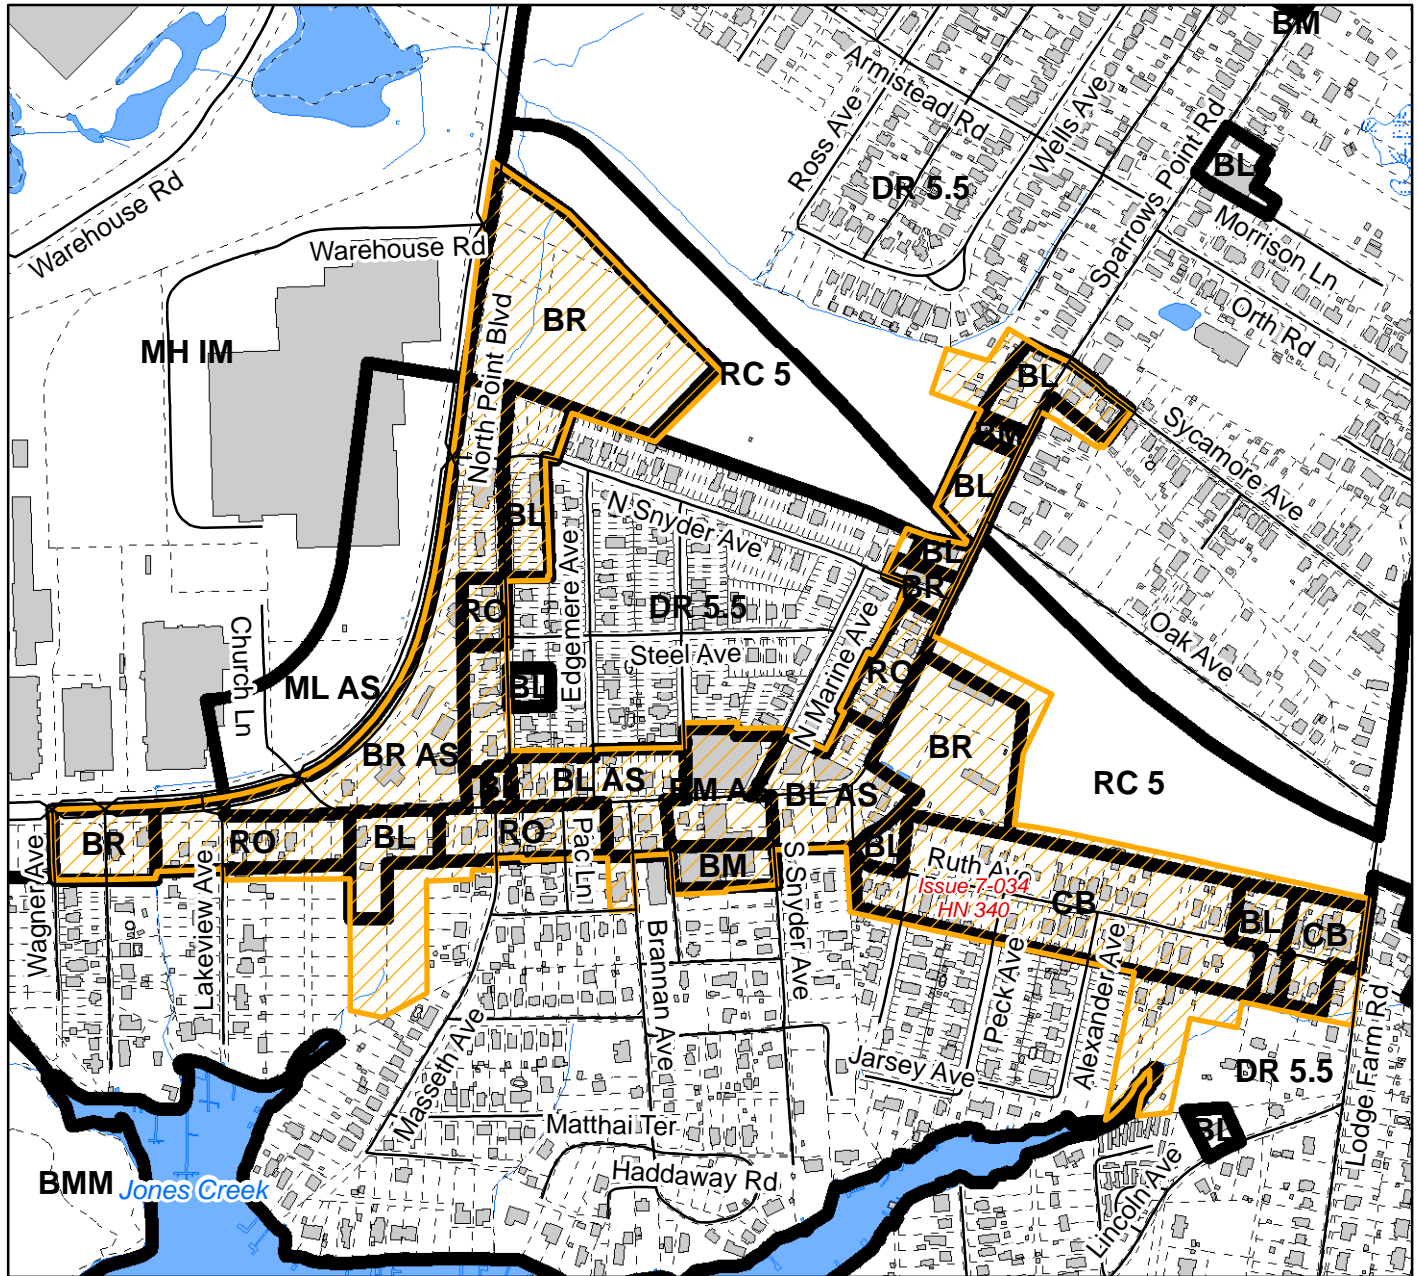 BM
Armistead Rd
Ross Ave
Wells Ave
Sparrows Point Rd
BL
DR 5.5
Warehouse Rd
Morrison Ln
Warehouse Rd
Orth Rd
North Point Blvd
BR
MH IM
RC 5
BL
Sycamore Ave
BM
BL
BL
N Snyder Ave
BL
BR
Edgemere Ave
RO
DR 5.5
Church Ln
Steel Ave
N Marine Ave
Oak Ave
RO
ML AS
BL
BR AS
BR
RC 5
BL AS
BM AS
BL AS
BR
RO
BL
RO
Pac Ln
BM
BL
Ruth Ave
Issue 7-034
HN 340
CB
BL
CB
Wagner Ave
Lakeview Ave
Brannan Ave
S Snyder Ave
Peck Ave
Alexander Ave
Lodge Farm Rd
Masseth Ave
Jarsey Ave
DR 5.5
Matthai Ter
BL
Haddaway Rd
Lincoln Ave
BMM
Jones Creek